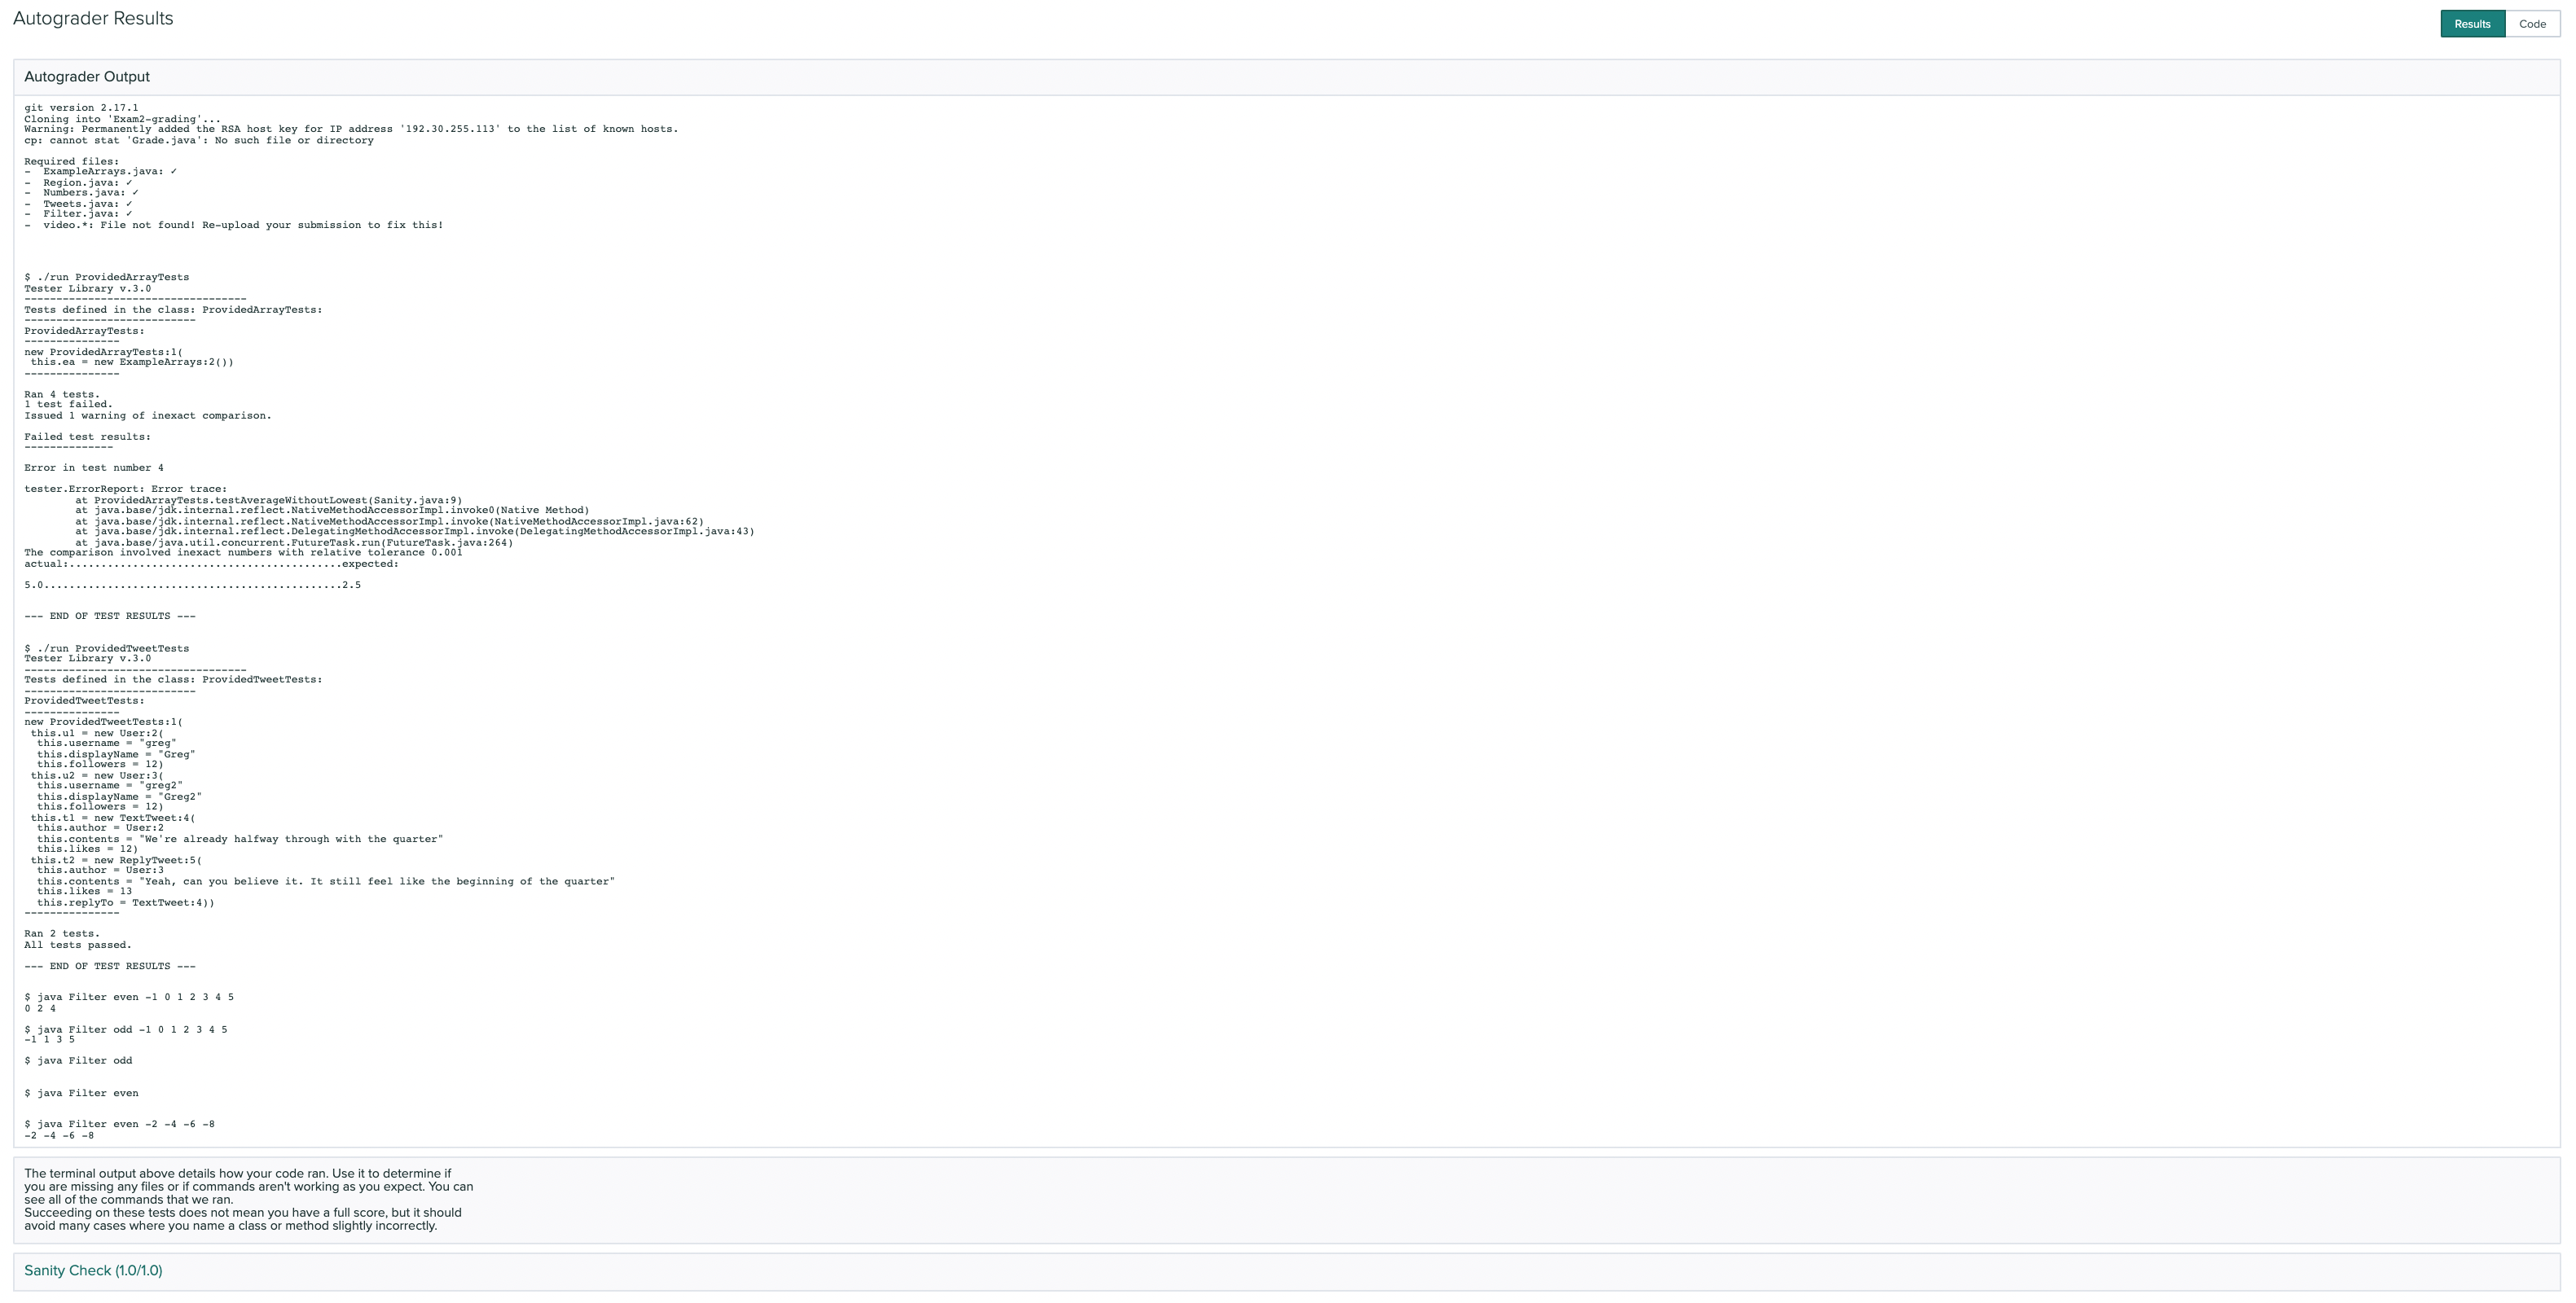 Autograder Results
Results
Code
Autograder Output
git version 2.17.1
Cloning into 'Exam2-grading'...
Warning: Permanently added the RSA host key for IP address '192.30.255.113' to the list of known hosts.
cp: cannot stat 'Grade.java': No such file or directory
Required files:
-  ExampleArrays.java: ✓
-  Region.java: ✓
-  Numbers.java: ✓
-  Tweets.java: ✓
-  Filter.java: ✓
-  video.*: File not found! Re-upload your submission to fix this!
$ ./run ProvidedArrayTests
Tester Library v.3.0
-----------------------------------
Tests defined in the class: ProvidedArrayTests:
---------------------------
ProvidedArrayTests:
---------------
new ProvidedArrayTests:1(
 this.ea = new ExampleArrays:2())
---------------
Ran 4 tests.
1 test failed.
Issued 1 warning of inexact comparison.
Failed test results:
--------------
Error in test number 4
tester.ErrorReport: Error trace:
        at ProvidedArrayTests.testAverageWithoutLowest(Sanity.java:9)
        at java.base/jdk.internal.reflect.NativeMethodAccessorImpl.invoke0(Native Method)
        at java.base/jdk.internal.reflect.NativeMethodAccessorImpl.invoke(NativeMethodAccessorImpl.java:62)
        at java.base/jdk.internal.reflect.DelegatingMethodAccessorImpl.invoke(DelegatingMethodAccessorImpl.java:43)
        at java.base/java.util.concurrent.FutureTask.run(FutureTask.java:264)
The comparison involved inexact numbers with relative tolerance 0.001
actual:...........................................expected:
5.0...............................................2.5
--- END OF TEST RESULTS ---
$ ./run ProvidedTweetTests
Tester Library v.3.0
-----------------------------------
Tests defined in the class: ProvidedTweetTests:
---------------------------
ProvidedTweetTests:
---------------
new ProvidedTweetTests:1(
 this.u1 = new User:2(
  this.username = "greg"
  this.displayName = "Greg"
  this.followers = 12)
 this.u2 = new User:3(
  this.username = "greg2"
  this.displayName = "Greg2"
  this.followers = 12)
 this.t1 = new TextTweet:4(
  this.author = User:2
  this.contents = "We're already halfway through with the quarter"
  this.likes = 12)
 this.t2 = new ReplyTweet:5(
  this.author = User:3
  this.contents = "Yeah, can you believe it. It still feel like the beginning of the quarter"
  this.likes = 13
  this.replyTo = TextTweet:4))
---------------
Ran 2 tests.
All tests passed.
--- END OF TEST RESULTS ---
$ java Filter even -1 0 1 2 3 4 5
0 2 4
$ java Filter odd -1 0 1 2 3 4 5
-1 1 3 5
$ java Filter odd
$ java Filter even
$ java Filter even -2 -4 -6 -8
-2 -4 -6 -8
The terminal output above details how your code ran. Use it to determine if
you are missing any files or if commands aren't working as you expect. You can
see all of the commands that we ran.
Succeeding on these tests does not mean you have a full score, but it should
avoid many cases where you name a class or method slightly incorrectly.
Sanity Check (1.0/1.0)